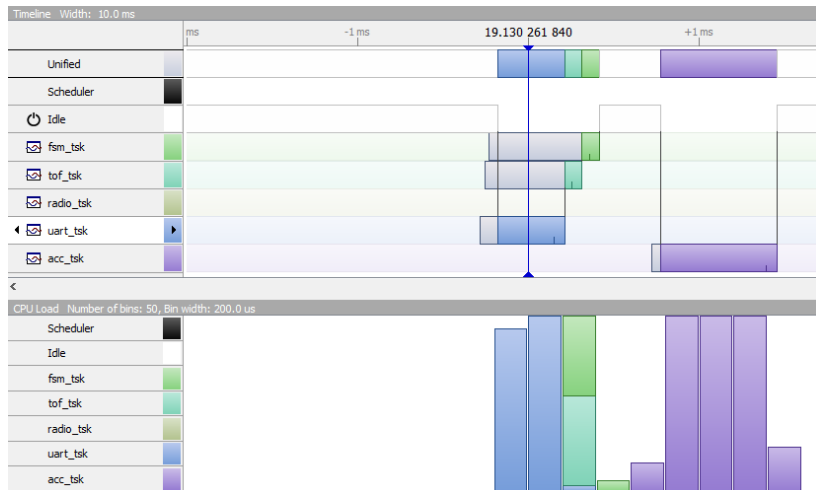 Timeline Width: 10.0 ms
ms -1 ms 19.130 261 840 +1 ms
Unified
Scheduler
Idle
fsm_tsk
tof_tsk
radio_tsk
uart_tsk
acc_tsk
CPU Load Number of bins: 50, Bin width: 200.0 us
Scheduler
Idle
fsm_tsk
tof_tsk
radio_tsk
uart_tsk
acc_tsk